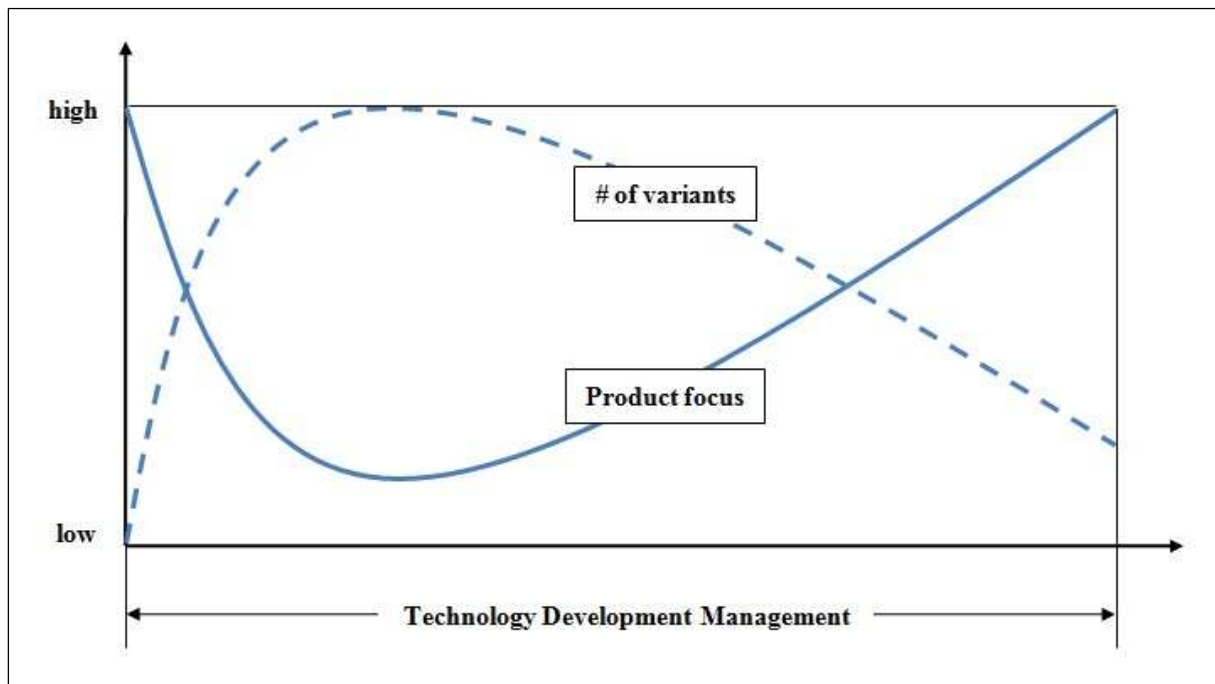 high
# of variants
Product focus
low
Technology Development Management